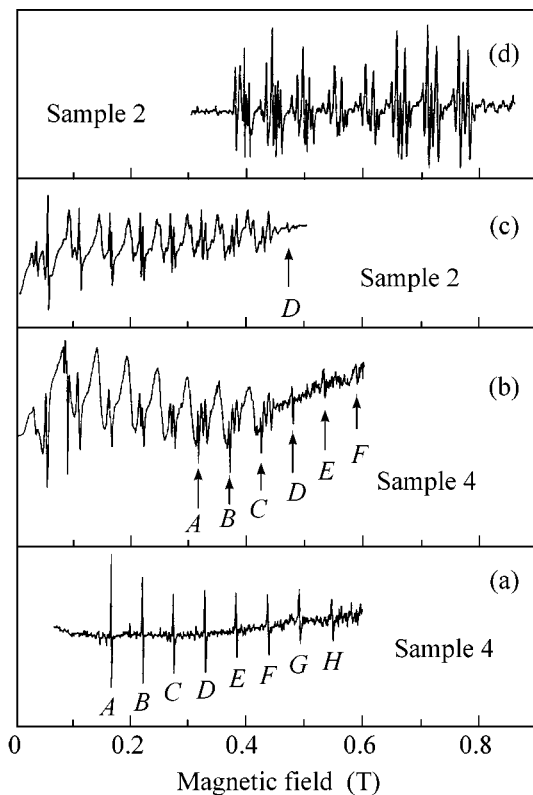 (d)
Sample 2
(c)
Sample 2
D
(b)
A B C D E F
Sample 4
(a)
Sample 4
A B C D E F G H
0 0.2 0.4 0.6 0.8
Magnetic field (T)